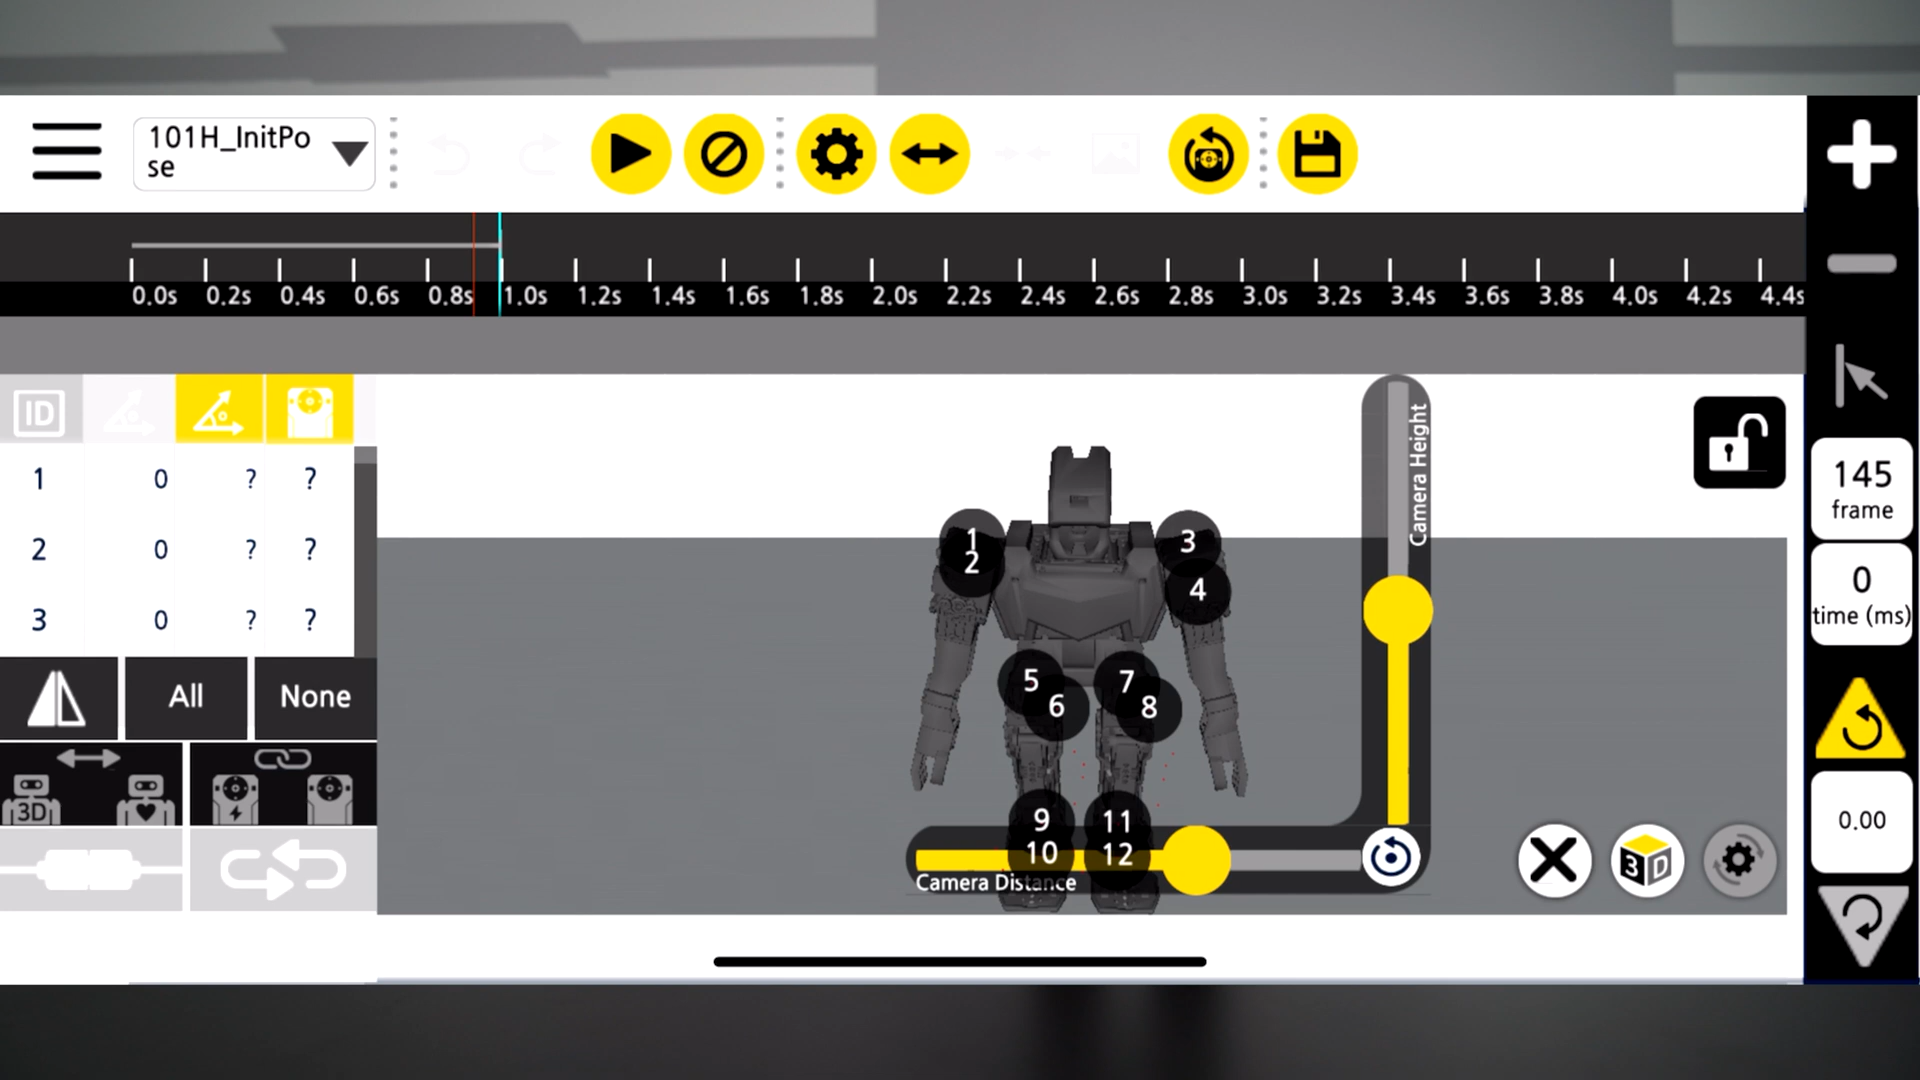 101H_InitPo
se
0.0s 0.2s 0.4s 0.6s 0.8s 1.0s 1.2s 1.4s 1.6s 1.8s 2.0s 2.2s 2.4s 2.6s 2.8s 3.0s 3.2s 3.4s 3.6s 3.8s 4.0s 4.2s 4.4s
ID
1 0 ? ?
2 0 ? ?
3 0 ? ?
All None
3D
1
2
3
4
5
6
7
8
9
10
11
12
Camera Height
Camera Distance
3D
145
frame
0
time (ms)
0.00